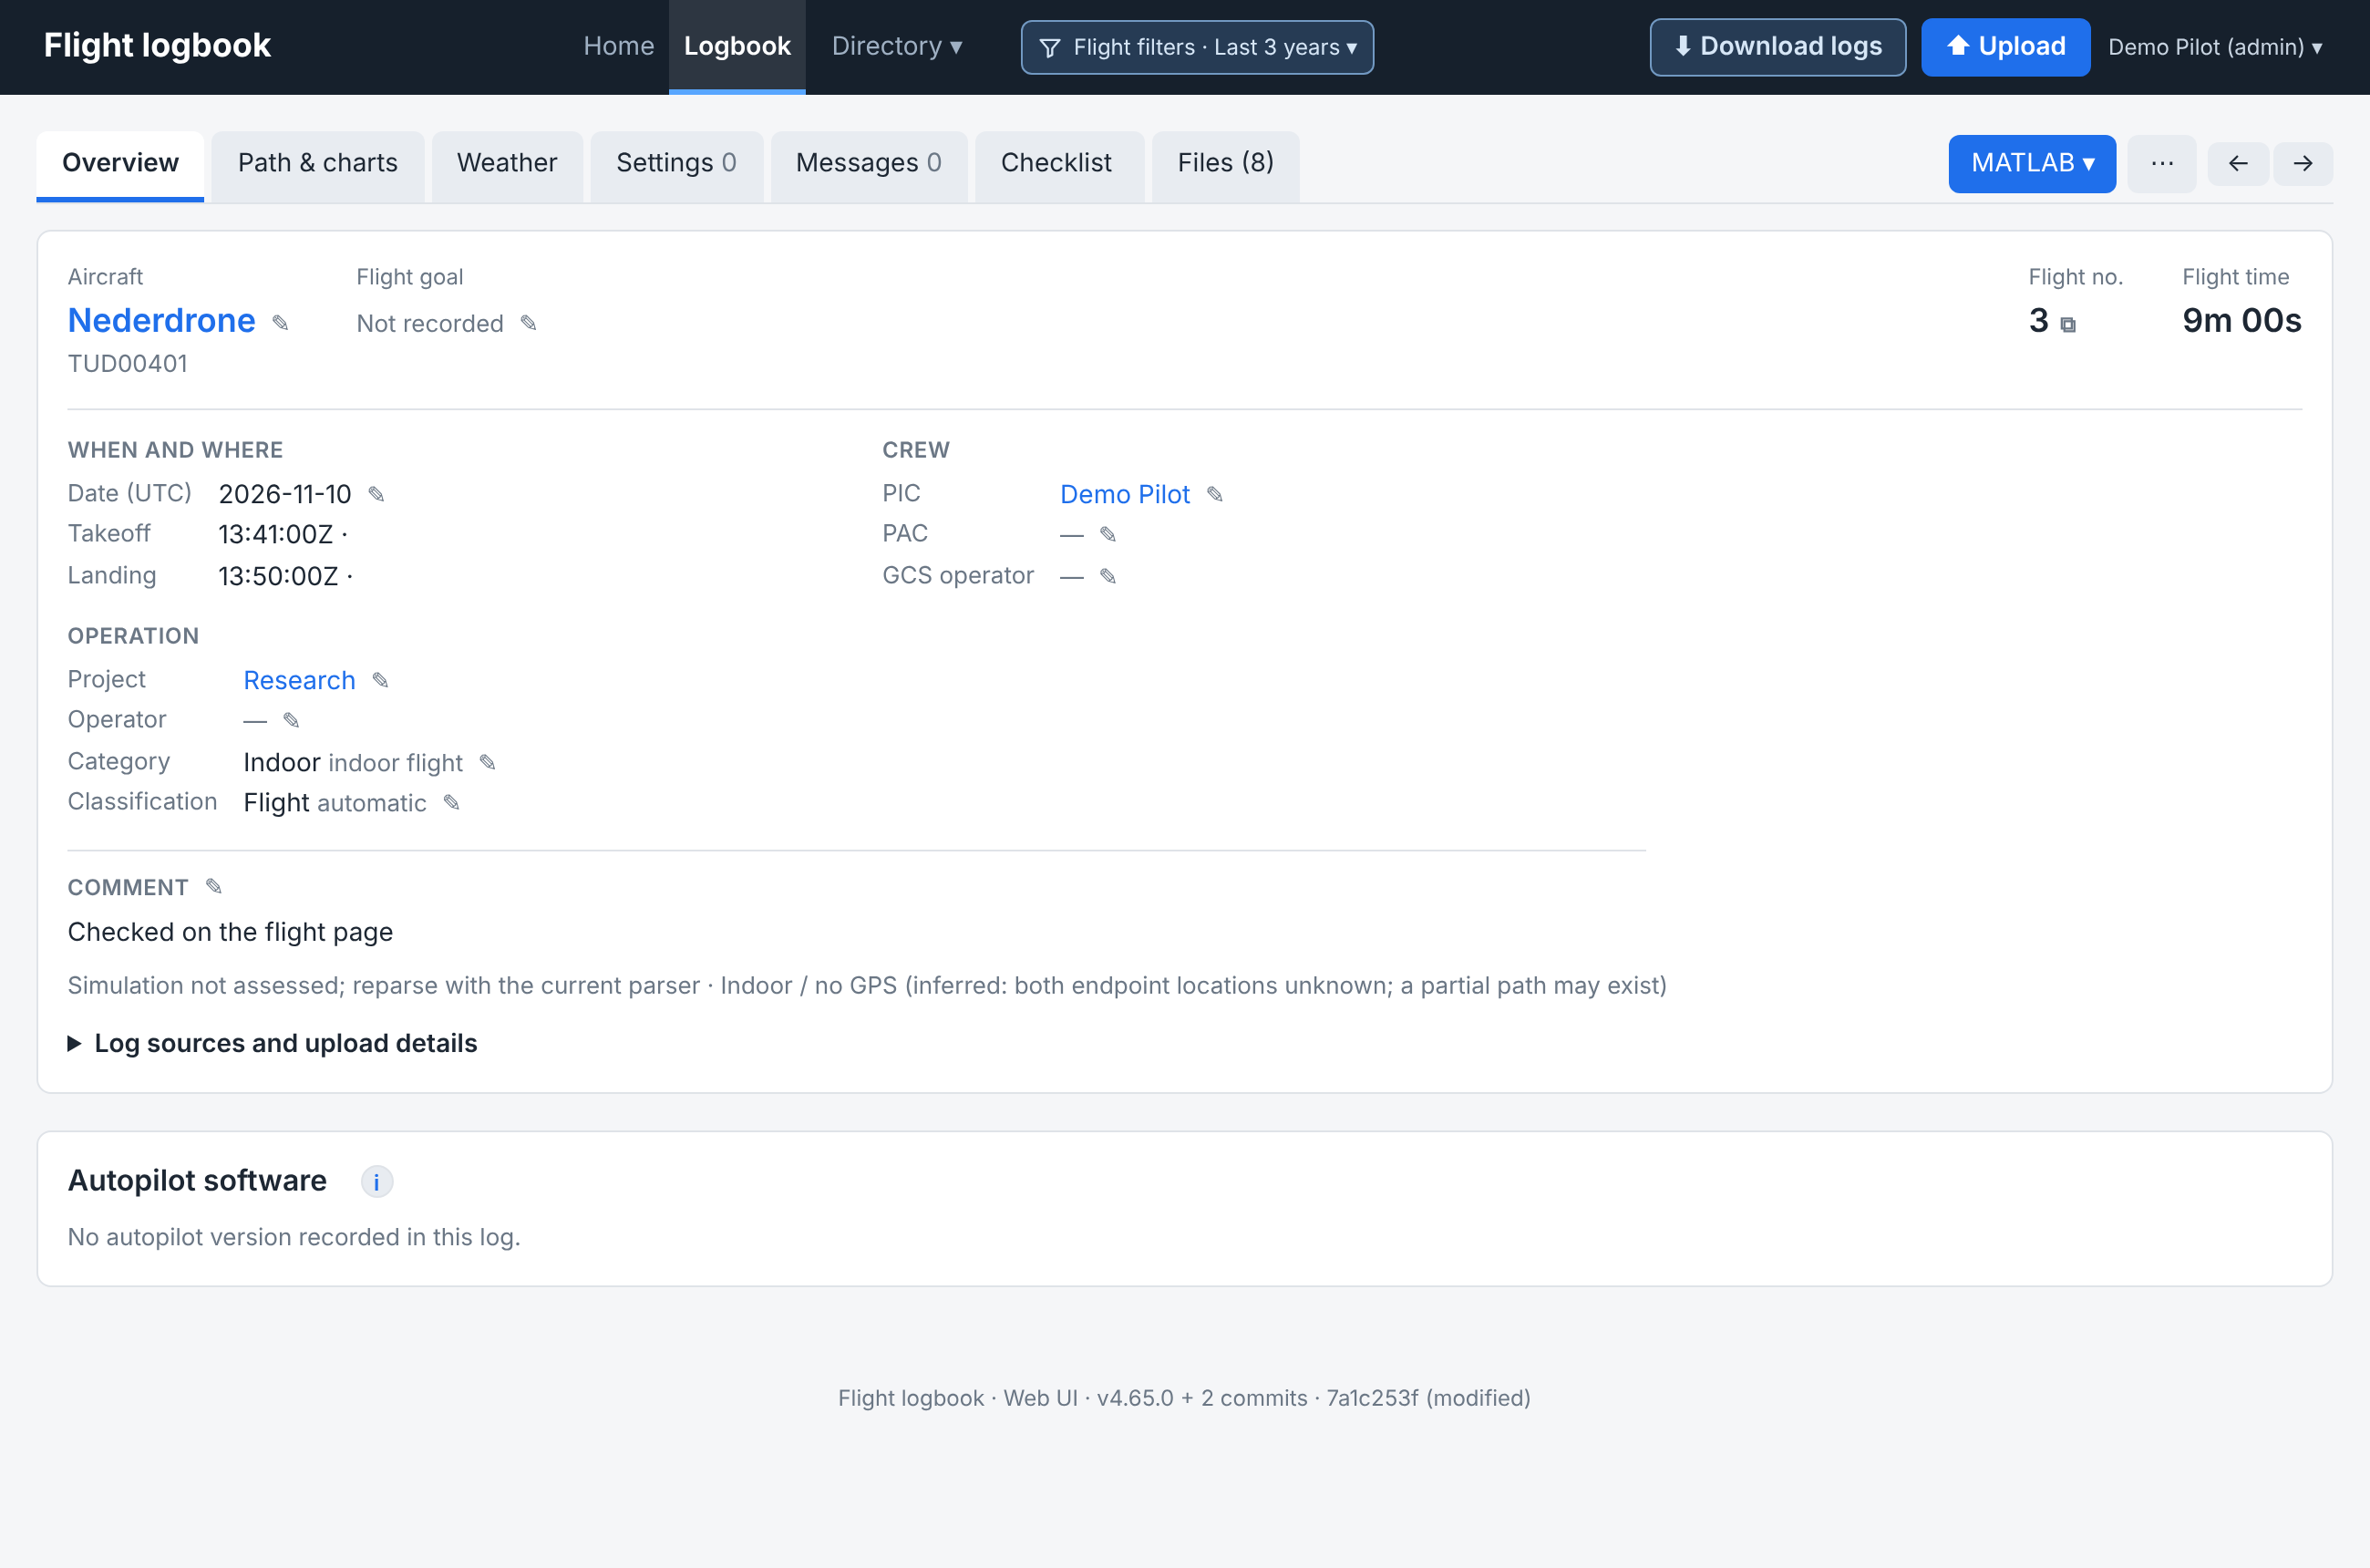 Flight logbook Home Logbook Directory ▾ Flight filters · Last 3 years ▾ ⬇ Download logs ⬆ Upload Demo Pilot (admin) ▾
Overview Path & charts Weather Settings 0 Messages 0 Checklist Files (8) MATLAB ▾ ⋯ ← →
Aircraft Flight goal Flight no. Flight time
Nederdrone ✎ Not recorded ✎ 3 ⧉ 9m 00s
TUD00401
WHEN AND WHERE
Date (UTC) 2026-11-10 ✎
Takeoff 13:41:00Z ·
Landing 13:50:00Z ·
CREW
PIC Demo Pilot ✎
PAC — ✎
GCS operator — ✎
OPERATION
Project Research ✎
Operator — ✎
Category Indoor indoor flight ✎
Classification Flight automatic ✎
COMMENT ✎
Checked on the flight page
Simulation not assessed; reparse with the current parser · Indoor / no GPS (inferred: both endpoint locations unknown; a partial path may exist)
▶ Log sources and upload details
Autopilot software i
No autopilot version recorded in this log.
Flight logbook · Web UI · v4.65.0 + 2 commits · 7a1c253f (modified)